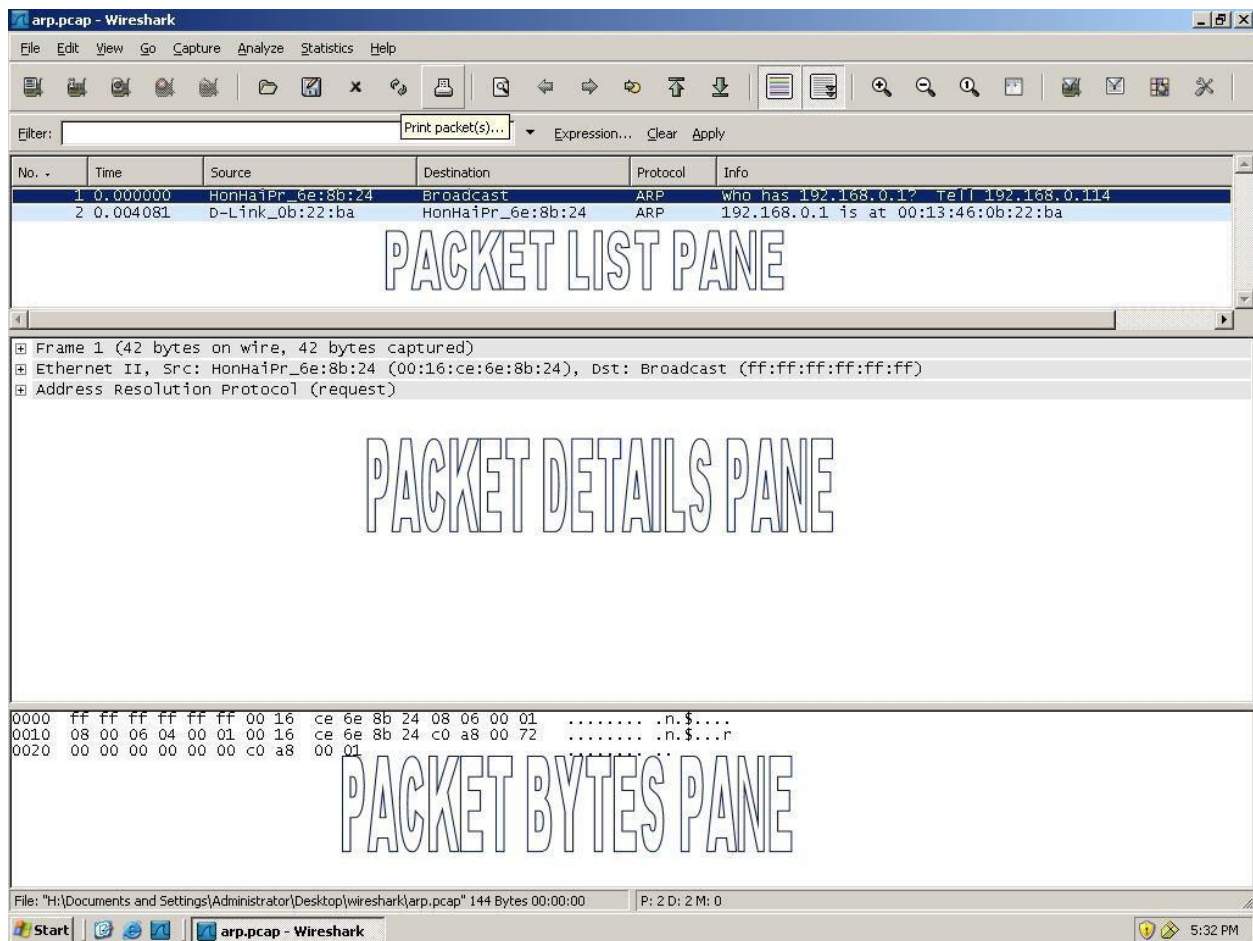 arp.pcap - Wireshark
File Edit View Go Capture Analyze Statistics Help
Filter: Print packet(s)... Expression... Clear Apply
No. . Time Source Destination Protocol Info
1 0.000000 HonHaiPr_6e:8b:24 Broadcast ARP who has 192.168.0.1? Tell 192.168.0.114
2 0.004081 D-Link_0b:22:ba HonHaiPr_6e:8b:24 ARP 192.168.0.1 is at 00:13:46:0b:22:ba
PACKET LIST PANE
Frame 1 (42 bytes on wire, 42 bytes captured)
Ethernet II, Src: HonHaiPr_6e:8b:24 (00:16:ce:6e:8b:24), Dst: Broadcast (ff:ff:ff:ff:ff:ff)
Address Resolution Protocol (request)
PACKET DETAILS PANE
0000 ff ff ff ff ff ff 00 16 ce 6e 8b 24 08 06 00 01 ........ .n.$....
0010 08 00 06 04 00 01 00 16 ce 6e 8b 24 c0 a8 00 72 ........ .n.$...r
0020 00 00 00 00 00 00 c0 a8 00 01 ........ ..
PACKET BYTES PANE
File: "H:\Documents and Settings\Administrator\Desktop\wireshark\arp.pcap" 144 Bytes 00:00:00 P: 2 D: 2 M: 0
Start arp.pcap - Wireshark 5:32 PM